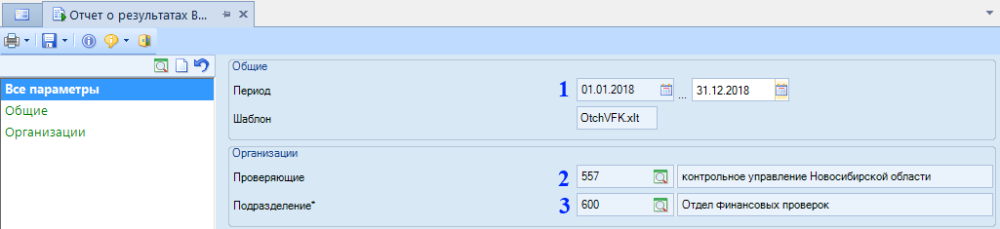 Отчет о результатах В...
Общие
Все параметры
Период 1 01.01.2018 ... 31.12.2018
Общие
Шаблон OtchVFK.xlt
Организации
Организации
Проверяющие 2 557 контрольное управление Новосибирской области
Подразделение* 3 600 Отдел финансовых проверок